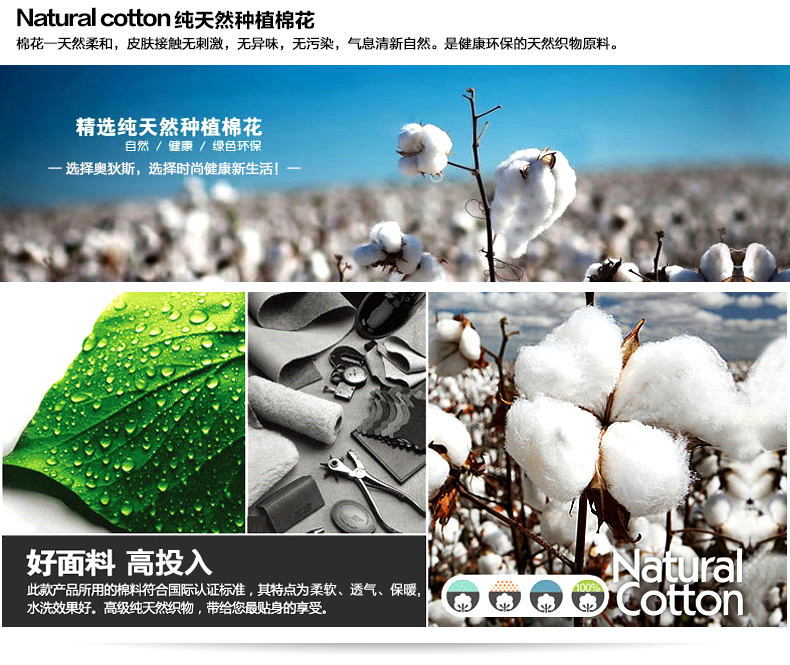 Natural cotton 纯天然种植棉花
棉花—天然柔和，皮肤接触无刺激，无异味，无污染，气息清新自然。是健康环保的天然织物原料。
精选纯天然种植棉花
自然 / 健康 / 绿色环保
— 选择奥狄斯，选择时尚健康新生活！—
好面料 高投入
此款产品所用的棉料符合国际认证标准，其特点为柔软、透气、保暖，
水洗效果好。高级纯天然织物，带给您最贴身的享受。
100%
Natural
Cotton